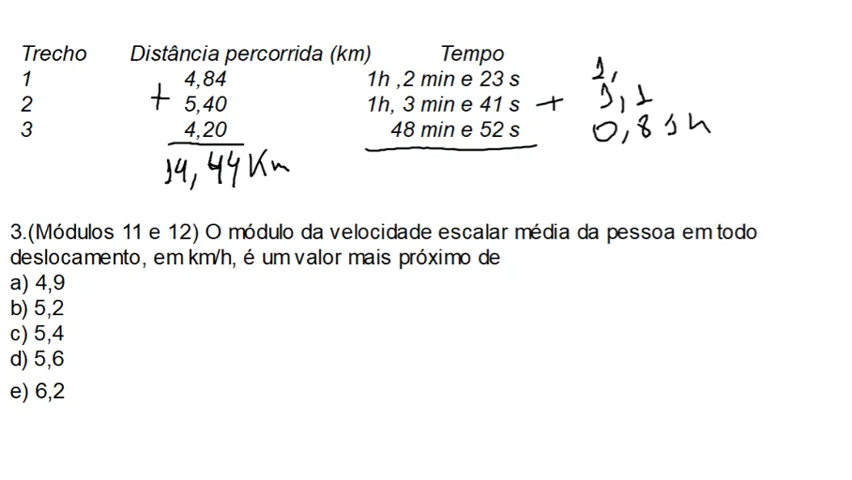 Trecho Distância percorrida (km) Tempo
1 4,84 1h ,2 min e 23 s 1,
2 + 5,40 1h, 3 min e 41 s + 1,1
3 4,20 48 min e 52 s 0,81h
14,44 Km
3.(Módulos 11 e 12) O módulo da velocidade escalar média da pessoa em todo
deslocamento, em km/h, é um valor mais próximo de
a) 4,9
b) 5,2
c) 5,4
d) 5,6
e) 6,2